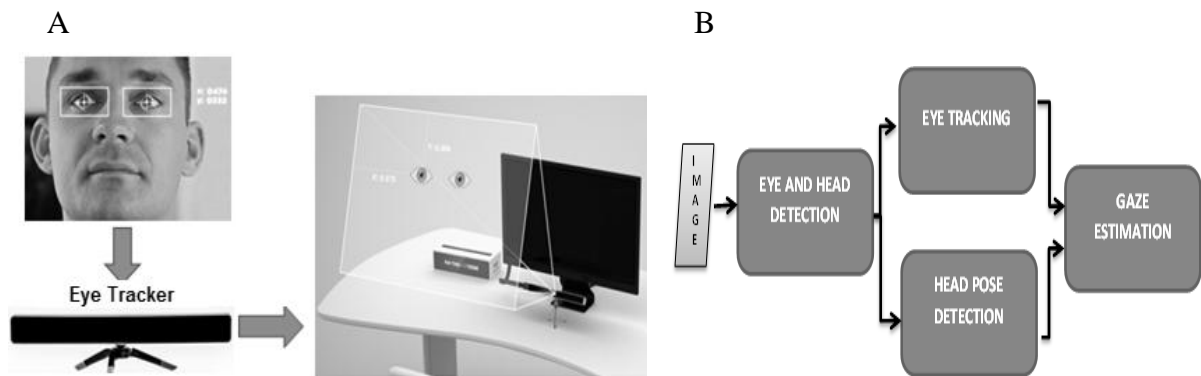 A
B
Eye Tracker
I
M
A
G
E
EYE AND HEAD
DETECTION
EYE TRACKING
HEAD POSE
DETECTION
GAZE
ESTIMATION